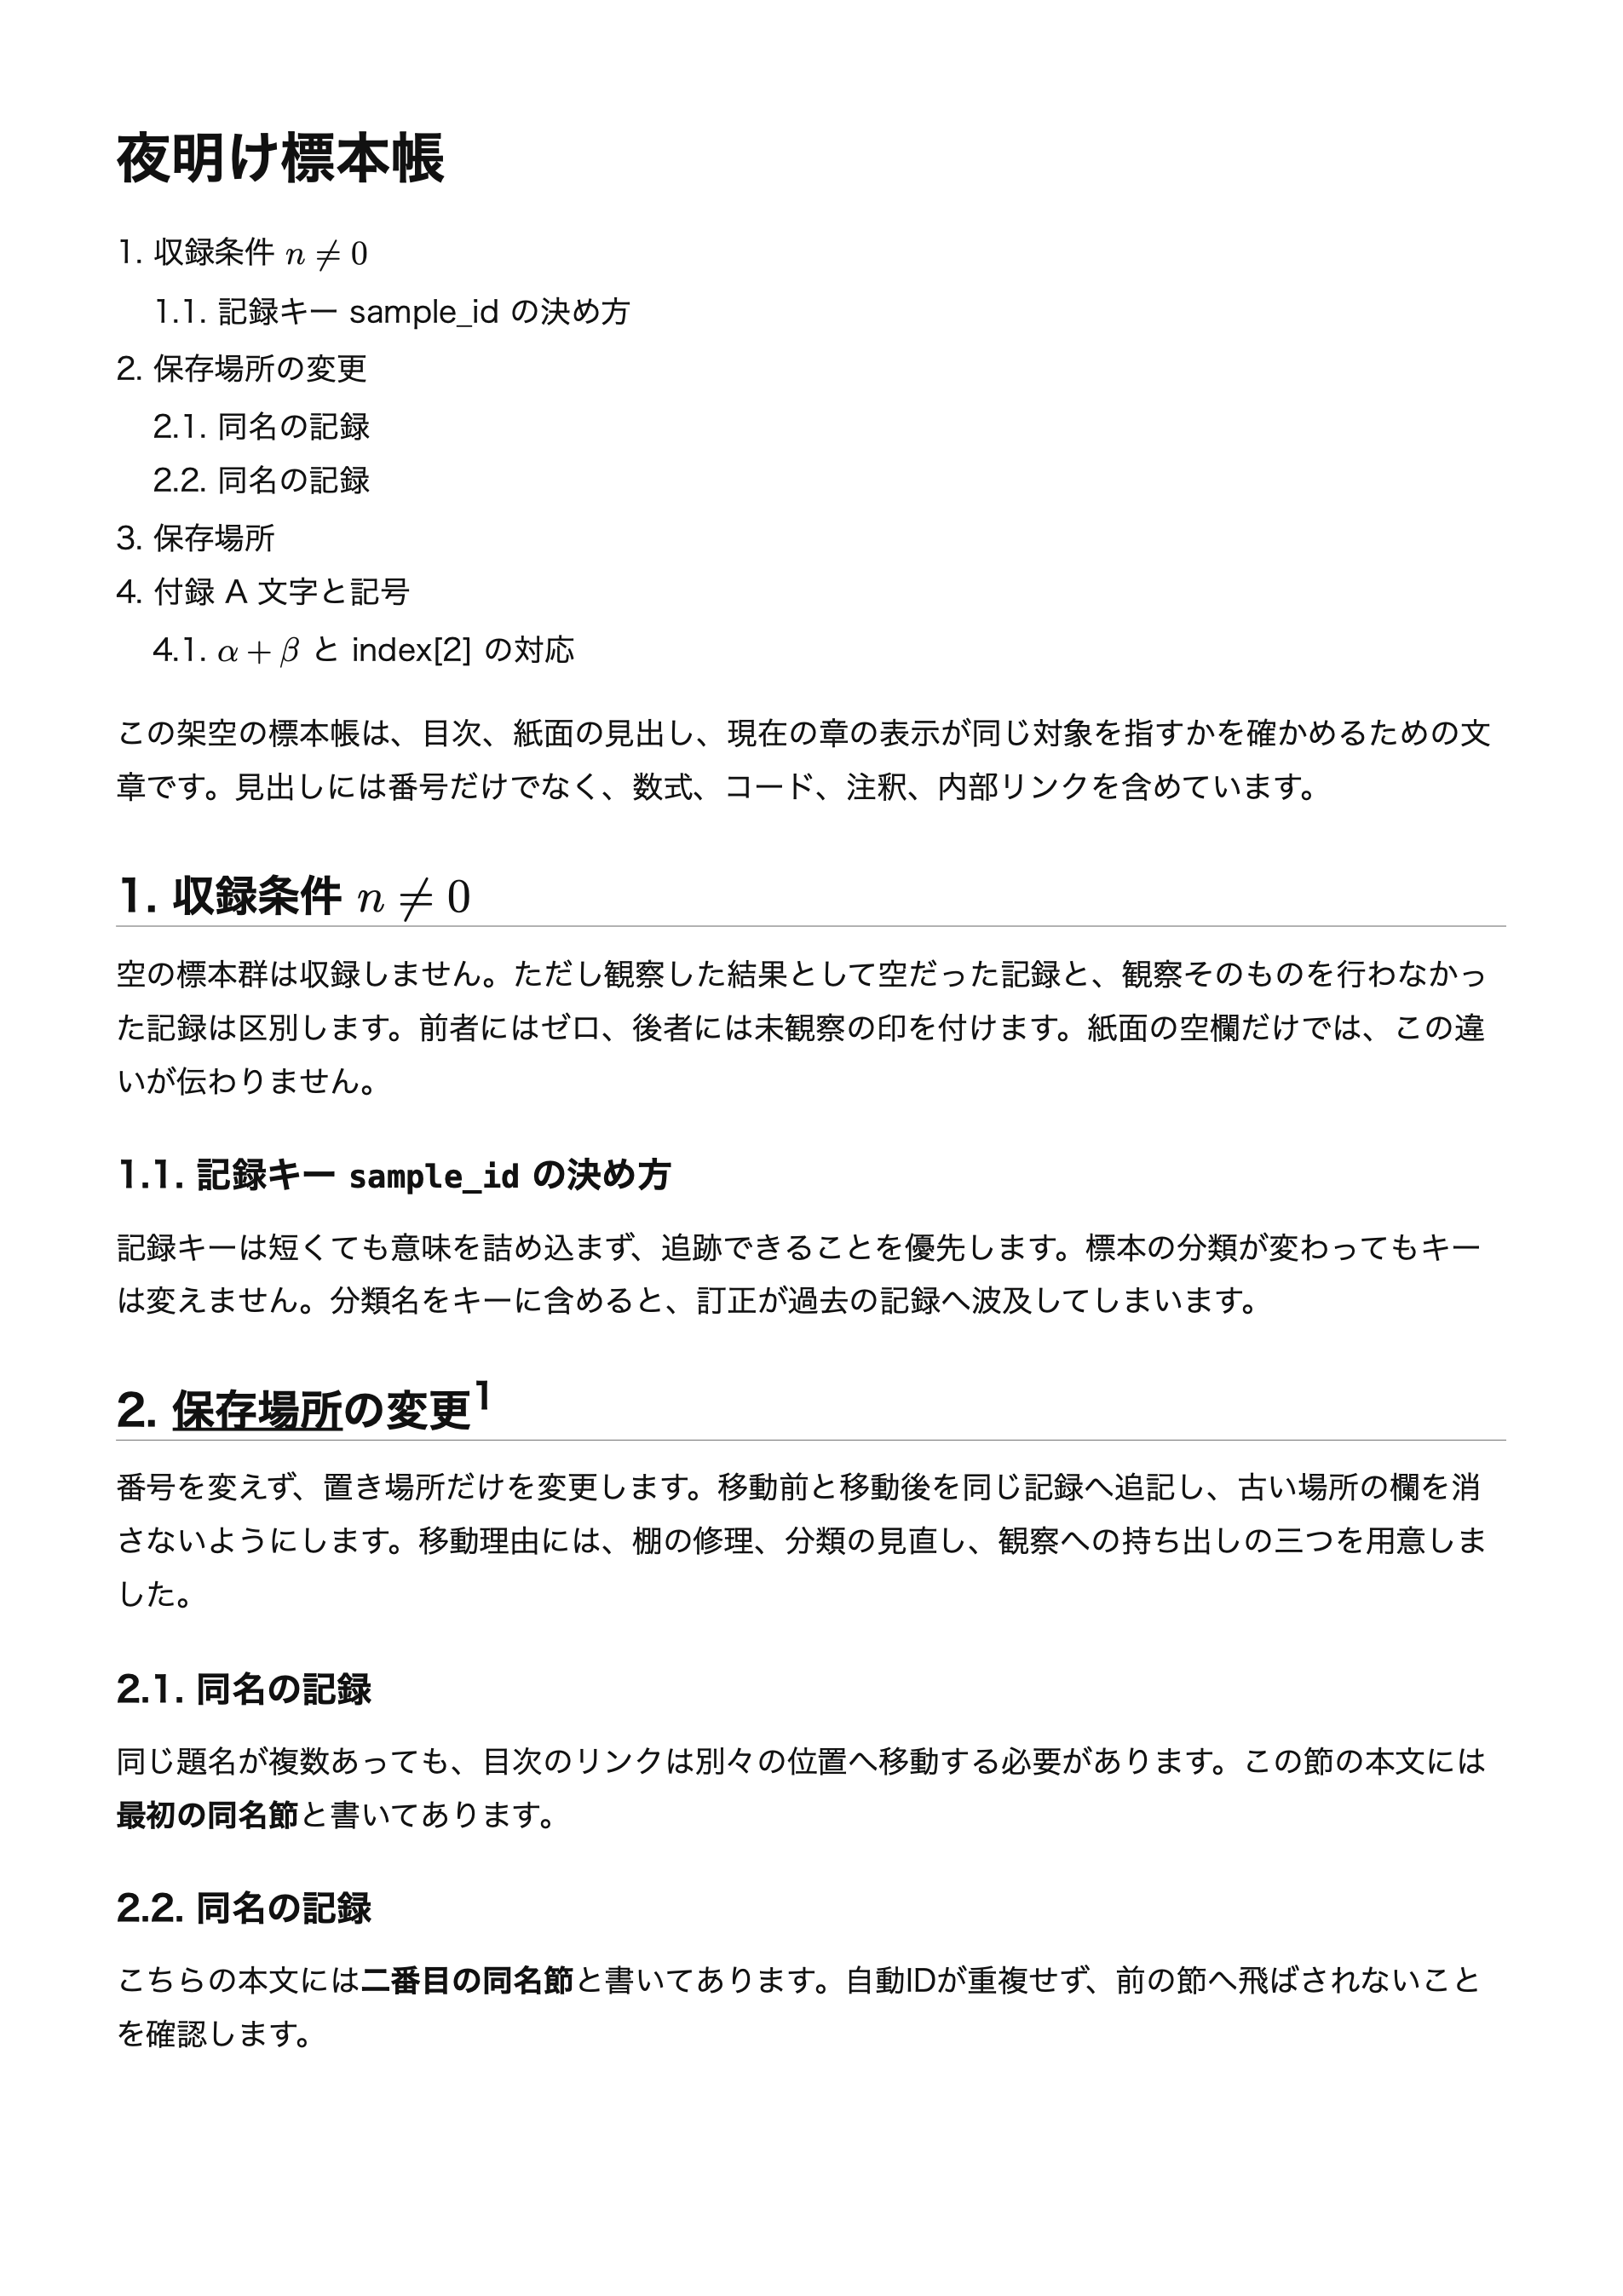 夜明け標本帳
1. 収録条件 n ≠ 0
1.1. 記録キー sample_id の決め方
2. 保存場所の変更
2.1. 同名の記録
2.2. 同名の記録
3. 保存場所
4. 付録 A 文字と記号
4.1. α + β と index[2] の対応
この架空の標本帳は、目次、紙面の見出し、現在の章の表示が同じ対象を指すかを確かめるための文
章です。見出しには番号だけでなく、数式、コード、注釈、内部リンクを含めています。
1. 収録条件 n ≠ 0
空の標本群は収録しません。ただし観察した結果として空だった記録と、観察そのものを行わなかっ
た記録は区別します。前者にはゼロ、後者には未観察の印を付けます。紙面の空欄だけでは、この違
いが伝わりません。
1.1. 記録キー sample_id の決め方
記録キーは短くても意味を詰め込まず、追跡できることを優先します。標本の分類が変わってもキー
は変えません。分類名をキーに含めると、訂正が過去の記録へ波及してしまいます。
2. 保存場所の変更1
番号を変えず、置き場所だけを変更します。移動前と移動後を同じ記録へ追記し、古い場所の欄を消
さないようにします。移動理由には、棚の修理、分類の見直し、観察への持ち出しの三つを用意しま
した。
2.1. 同名の記録
同じ題名が複数あっても、目次のリンクは別々の位置へ移動する必要があります。この節の本文には
最初の同名節と書いてあります。
2.2. 同名の記録
こちらの本文には二番目の同名節と書いてあります。自動IDが重複せず、前の節へ飛ばされないこと
を確認します。